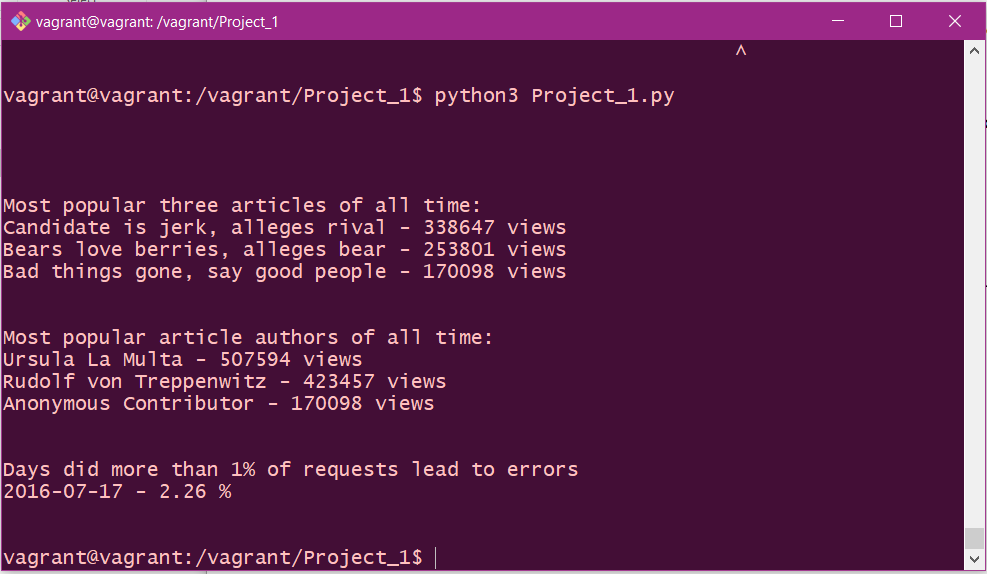 vagrant@vagrant: /vagrant/Project_1
^
vagrant@vagrant:/vagrant/Project_1$ python3 Project_1.py
Most popular three articles of all time:
Candidate is jerk, alleges rival - 338647 views
Bears love berries, alleges bear - 253801 views
Bad things gone, say good people - 170098 views
Most popular article authors of all time:
Ursula La Multa - 507594 views
Rudolf von Treppenwitz - 423457 views
Anonymous Contributor - 170098 views
Days did more than 1% of requests lead to errors
2016-07-17 - 2.26 %
vagrant@vagrant:/vagrant/Project_1$